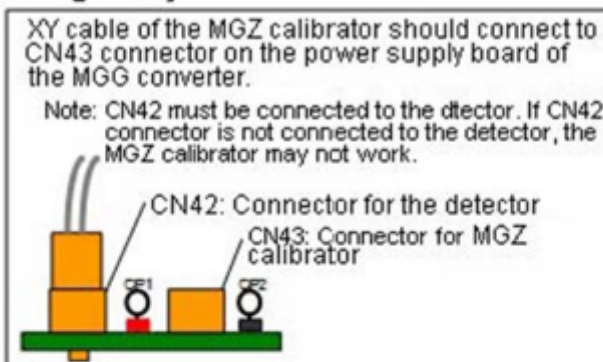 XY cable of the MGZ calibrator should connect to
CN43 connector on the power supply board of
the MGG converter.
Note: CN42 must be connected to the dtector. If CN42
connector is not connected to the detector, the
MGZ calibrator may not work.
CN42: Connector for the detector
CN43: Connector for MGZ
calibrator